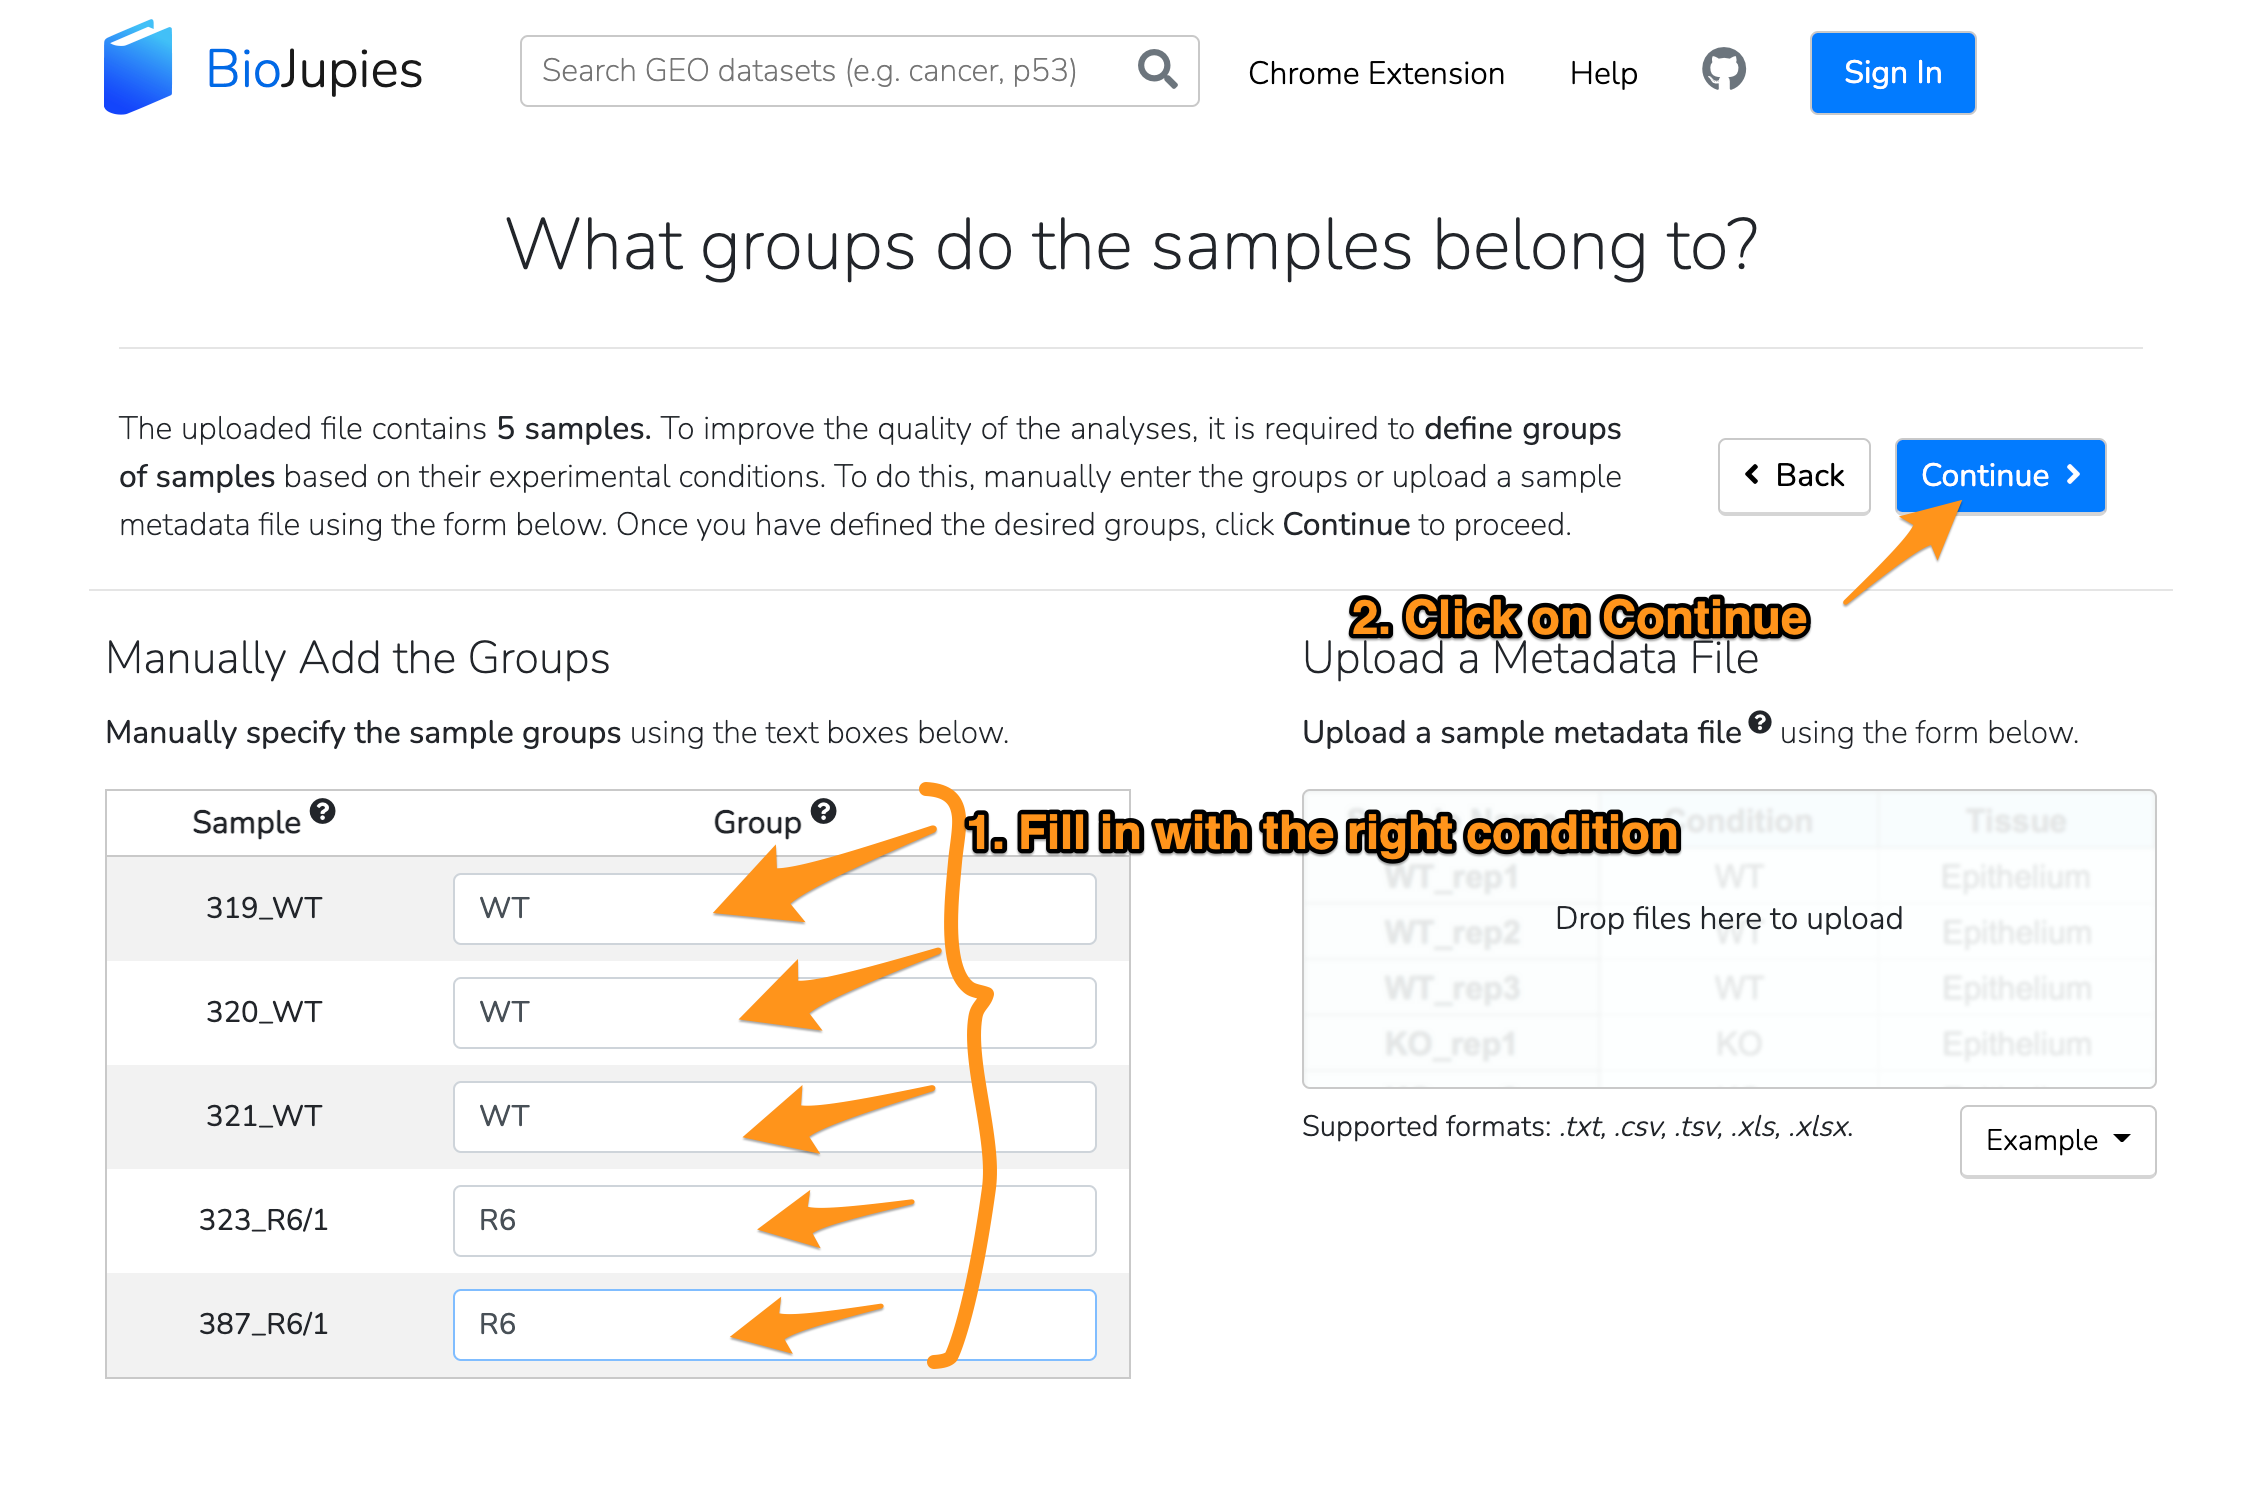 BioJupies
Search GEO datasets (e.g. cancer, p53)
Chrome Extension
Help
Sign In
What groups do the samples belong to?
The uploaded file contains 5 samples. To improve the quality of the analyses, it is required to define groups
of samples based on their experimental conditions. To do this, manually enter the groups or upload a sample
metadata file using the form below. Once you have defined the desired groups, click Continue to proceed.
Back
Continue
2. Click on Continue
Manually Add the Groups
Manually specify the sample groups using the text boxes below.
Sample ? Group ?
1. Fill in with the right condition
319_WT WT
320_WT WT
321_WT WT
323_R6/1 R6
387_R6/1 R6
Upload a Metadata File
Upload a sample metadata file ? using the form below.
Condition Tissue
WT_rep1 WT Epithelium
Drop files here to upload
WT_rep2 WT Epithelium
WT_rep3 WT Epithelium
KO_rep1 KO Epithelium
Supported formats: .txt, .csv, .tsv, .xls, .xlsx.
Example